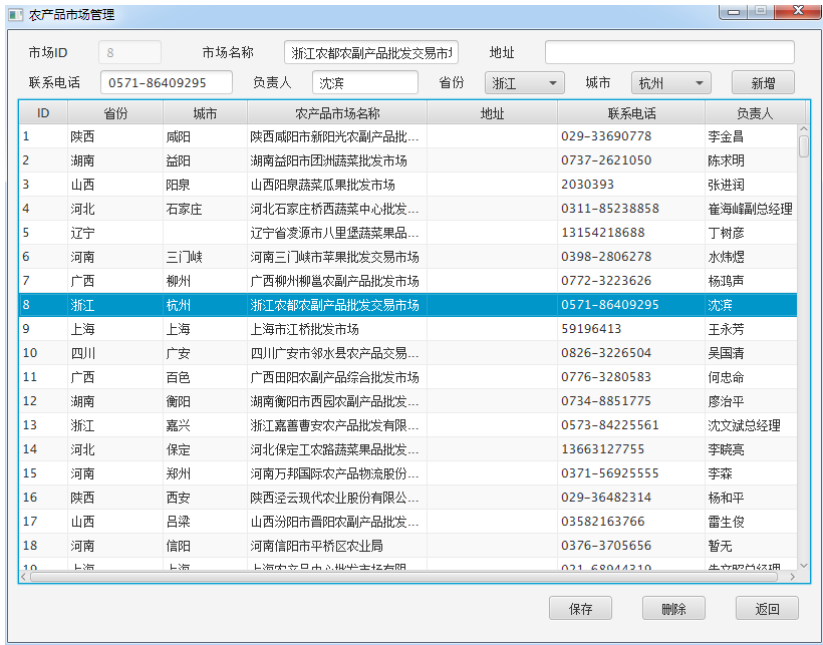 农产品市场管理
市场ID 8 市场名称 浙江农都农副产品批发交易市 地址
联系电话 0571-86409295 负责人 沈滨 省份 浙江 城市 杭州 新增
ID 省份 城市 农产品市场名称 地址 联系电话 负责人
1 陕西 咸阳 陕西咸阳市新阳光农副产品批... 029-33690778 李金昌
2 湖南 益阳 湖南益阳市团洲蔬菜批发市场 0737-2621050 陈求明
3 山西 阳泉 山西阳泉蔬菜瓜果批发市场 2030393 张进润
4 河北 石家庄 河北石家庄桥西蔬菜中心批发... 0311-85238858 崔海峰副总经理
5 辽宁 辽宁省凌源市八里堡蔬菜果品... 13154218688 丁树彦
6 河南 三门峡 河南三门峡市苹果批发交易市场 0398-2806278 水炜煜
7 广西 柳州 广西柳州柳邕农副产品批发市场 0772-3223626 杨鸿声
8 浙江 杭州 浙江农都农副产品批发交易市场 0571-86409295 沈滨
9 上海 上海 上海市江桥批发市场 59196413 王永芳
10 四川 广安 四川广安市邻水县农产品交易... 0826-3226504 吴国清
11 广西 百色 广西田阳农副产品综合批发市场 0776-3280583 何忠命
12 湖南 衡阳 湖南衡阳市西园农副产品批发... 0734-8851775 廖治平
13 浙江 嘉兴 浙江嘉善曹安农产品批发有限... 0573-84225561 沈文斌总经理
14 河北 保定 河北保定工农路蔬菜果品批发... 13663127755 李晓亮
15 河南 郑州 河南万邦国际农产品物流股份... 0371-56925555 李森
16 陕西 西安 陕西泾云现代农业股份有限公... 029-36482314 杨和平
17 山西 吕梁 山西汾阳市晋阳农副产品批发... 03582163766 雷生俊
18 河南 信阳 河南信阳市平桥区农业局 0376-3705656 暂无
19 上海 上海 上海农产品中心批发市场有限 021-68944319
保存 删除 返回